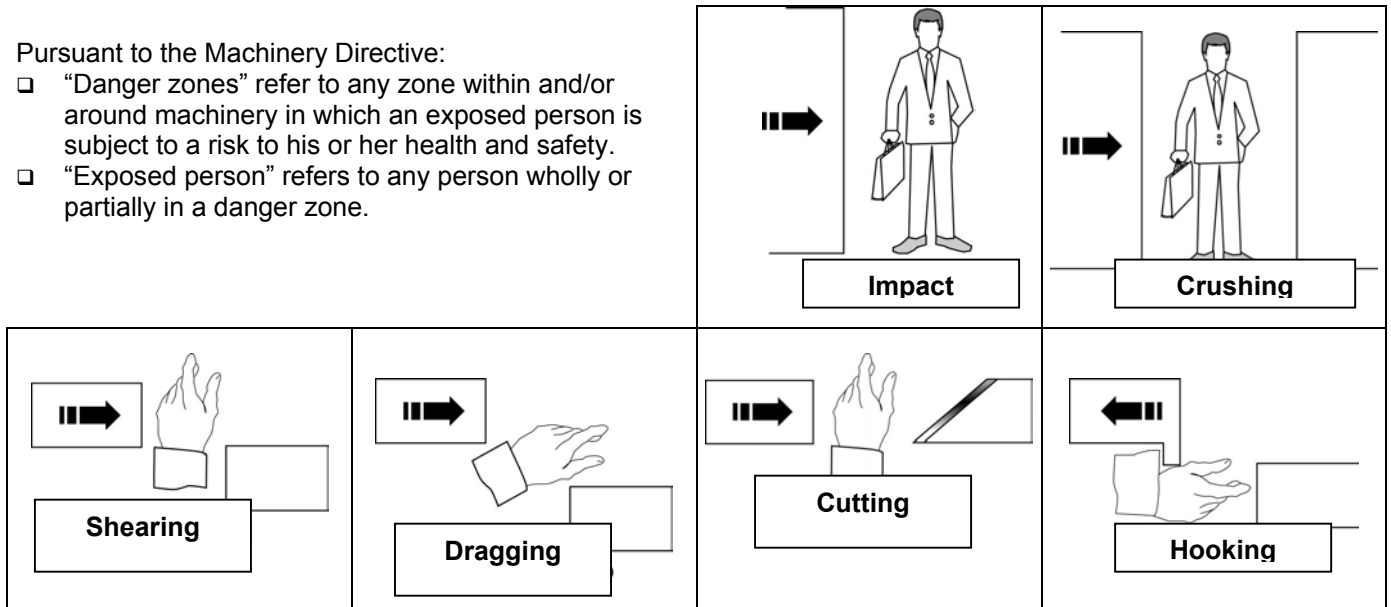 Pursuant to the Machinery Directive:
❑ “Danger zones” refer to any zone within and/or
around machinery in which an exposed person is
subject to a risk to his or her health and safety.
❑ “Exposed person” refers to any person wholly or
partially in a danger zone.
Impact
Crushing
Shearing
Dragging
Cutting
Hooking